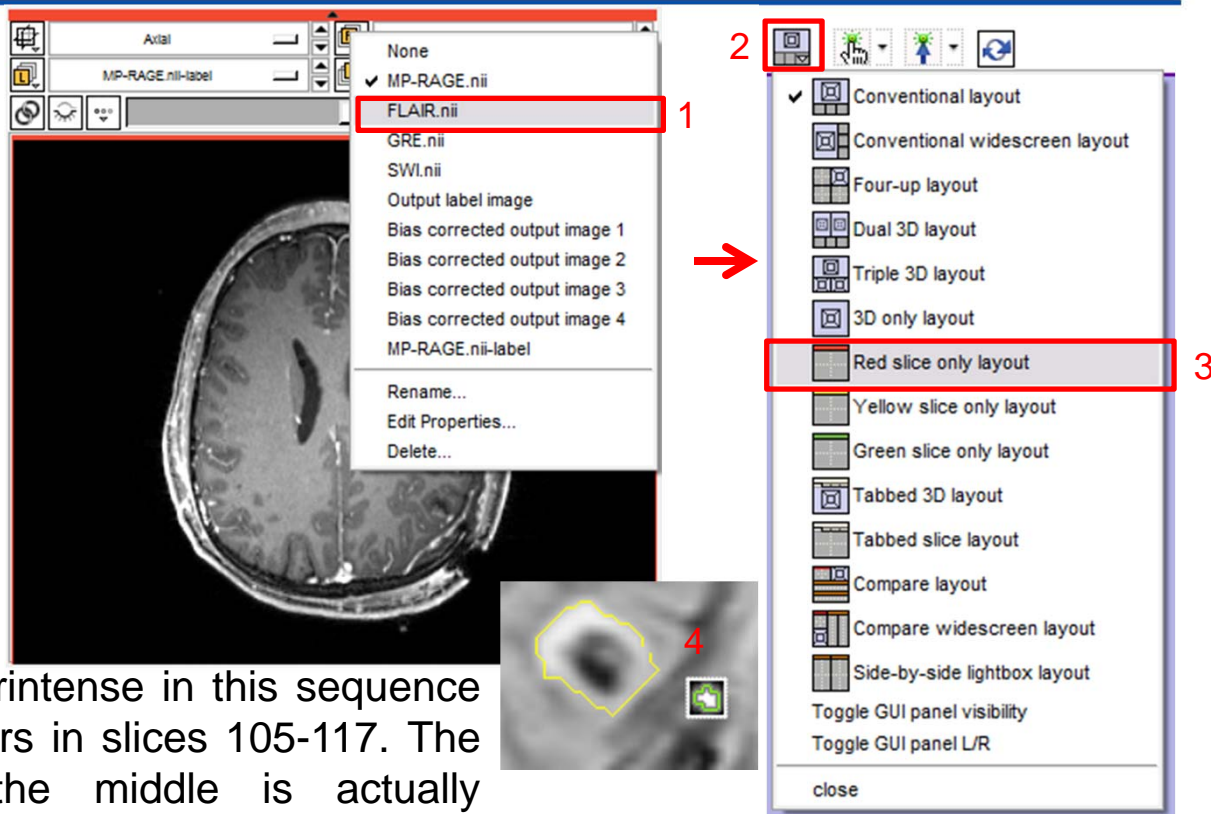 Axial
MP-RAGE.nii-label
None
MP-RAGE.nii
FLAIR.nii
1
GRE.nii
SWI.nii
Output label image
Bias corrected output image 1
Bias corrected output image 2
Bias corrected output image 3
Bias corrected output image 4
MP-RAGE.nii-label
Rename...
Edit Properties...
Delete...
2
Conventional layout
Conventional widescreen layout
Four-up layout
Dual 3D layout
Triple 3D layout
3D only layout
Red slice only layout
3
Yellow slice only layout
Green slice only layout
Tabbed 3D layout
Tabbed slice layout
Compare layout
Compare widescreen layout
Side-by-side lightbox layout
Toggle GUI panel visibility
Toggle GUI panel L/R
close
4
in this sequence
in slices 105-117. The
middle is actually